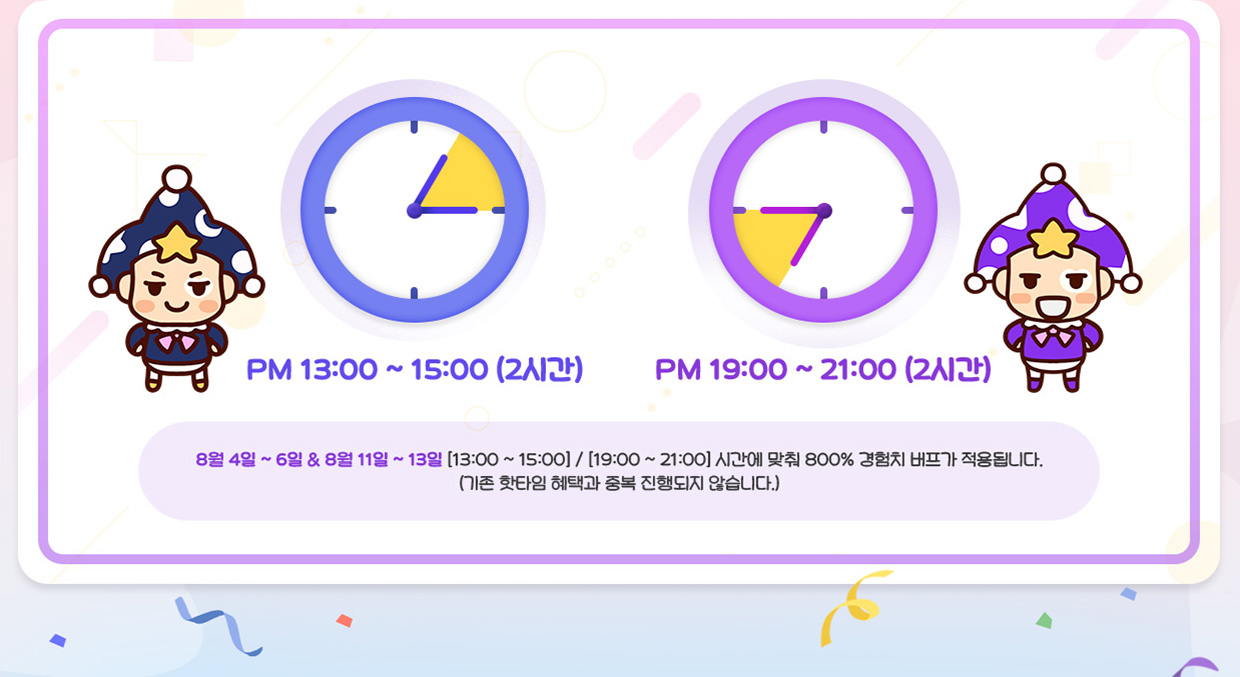 PM 13:00 ~ 15:00 (2시간)
PM 19:00 ~ 21:00 (2시간)
8월 4일 ~ 6일 & 8월 11일 ~ 13일 [13:00 ~ 15:00] / [19:00 ~ 21:00] 시간에 맞춰 800% 경험치 버프가 적용됩니다.
(기존 핫타임 혜택과 중복 진행되지 않습니다.)